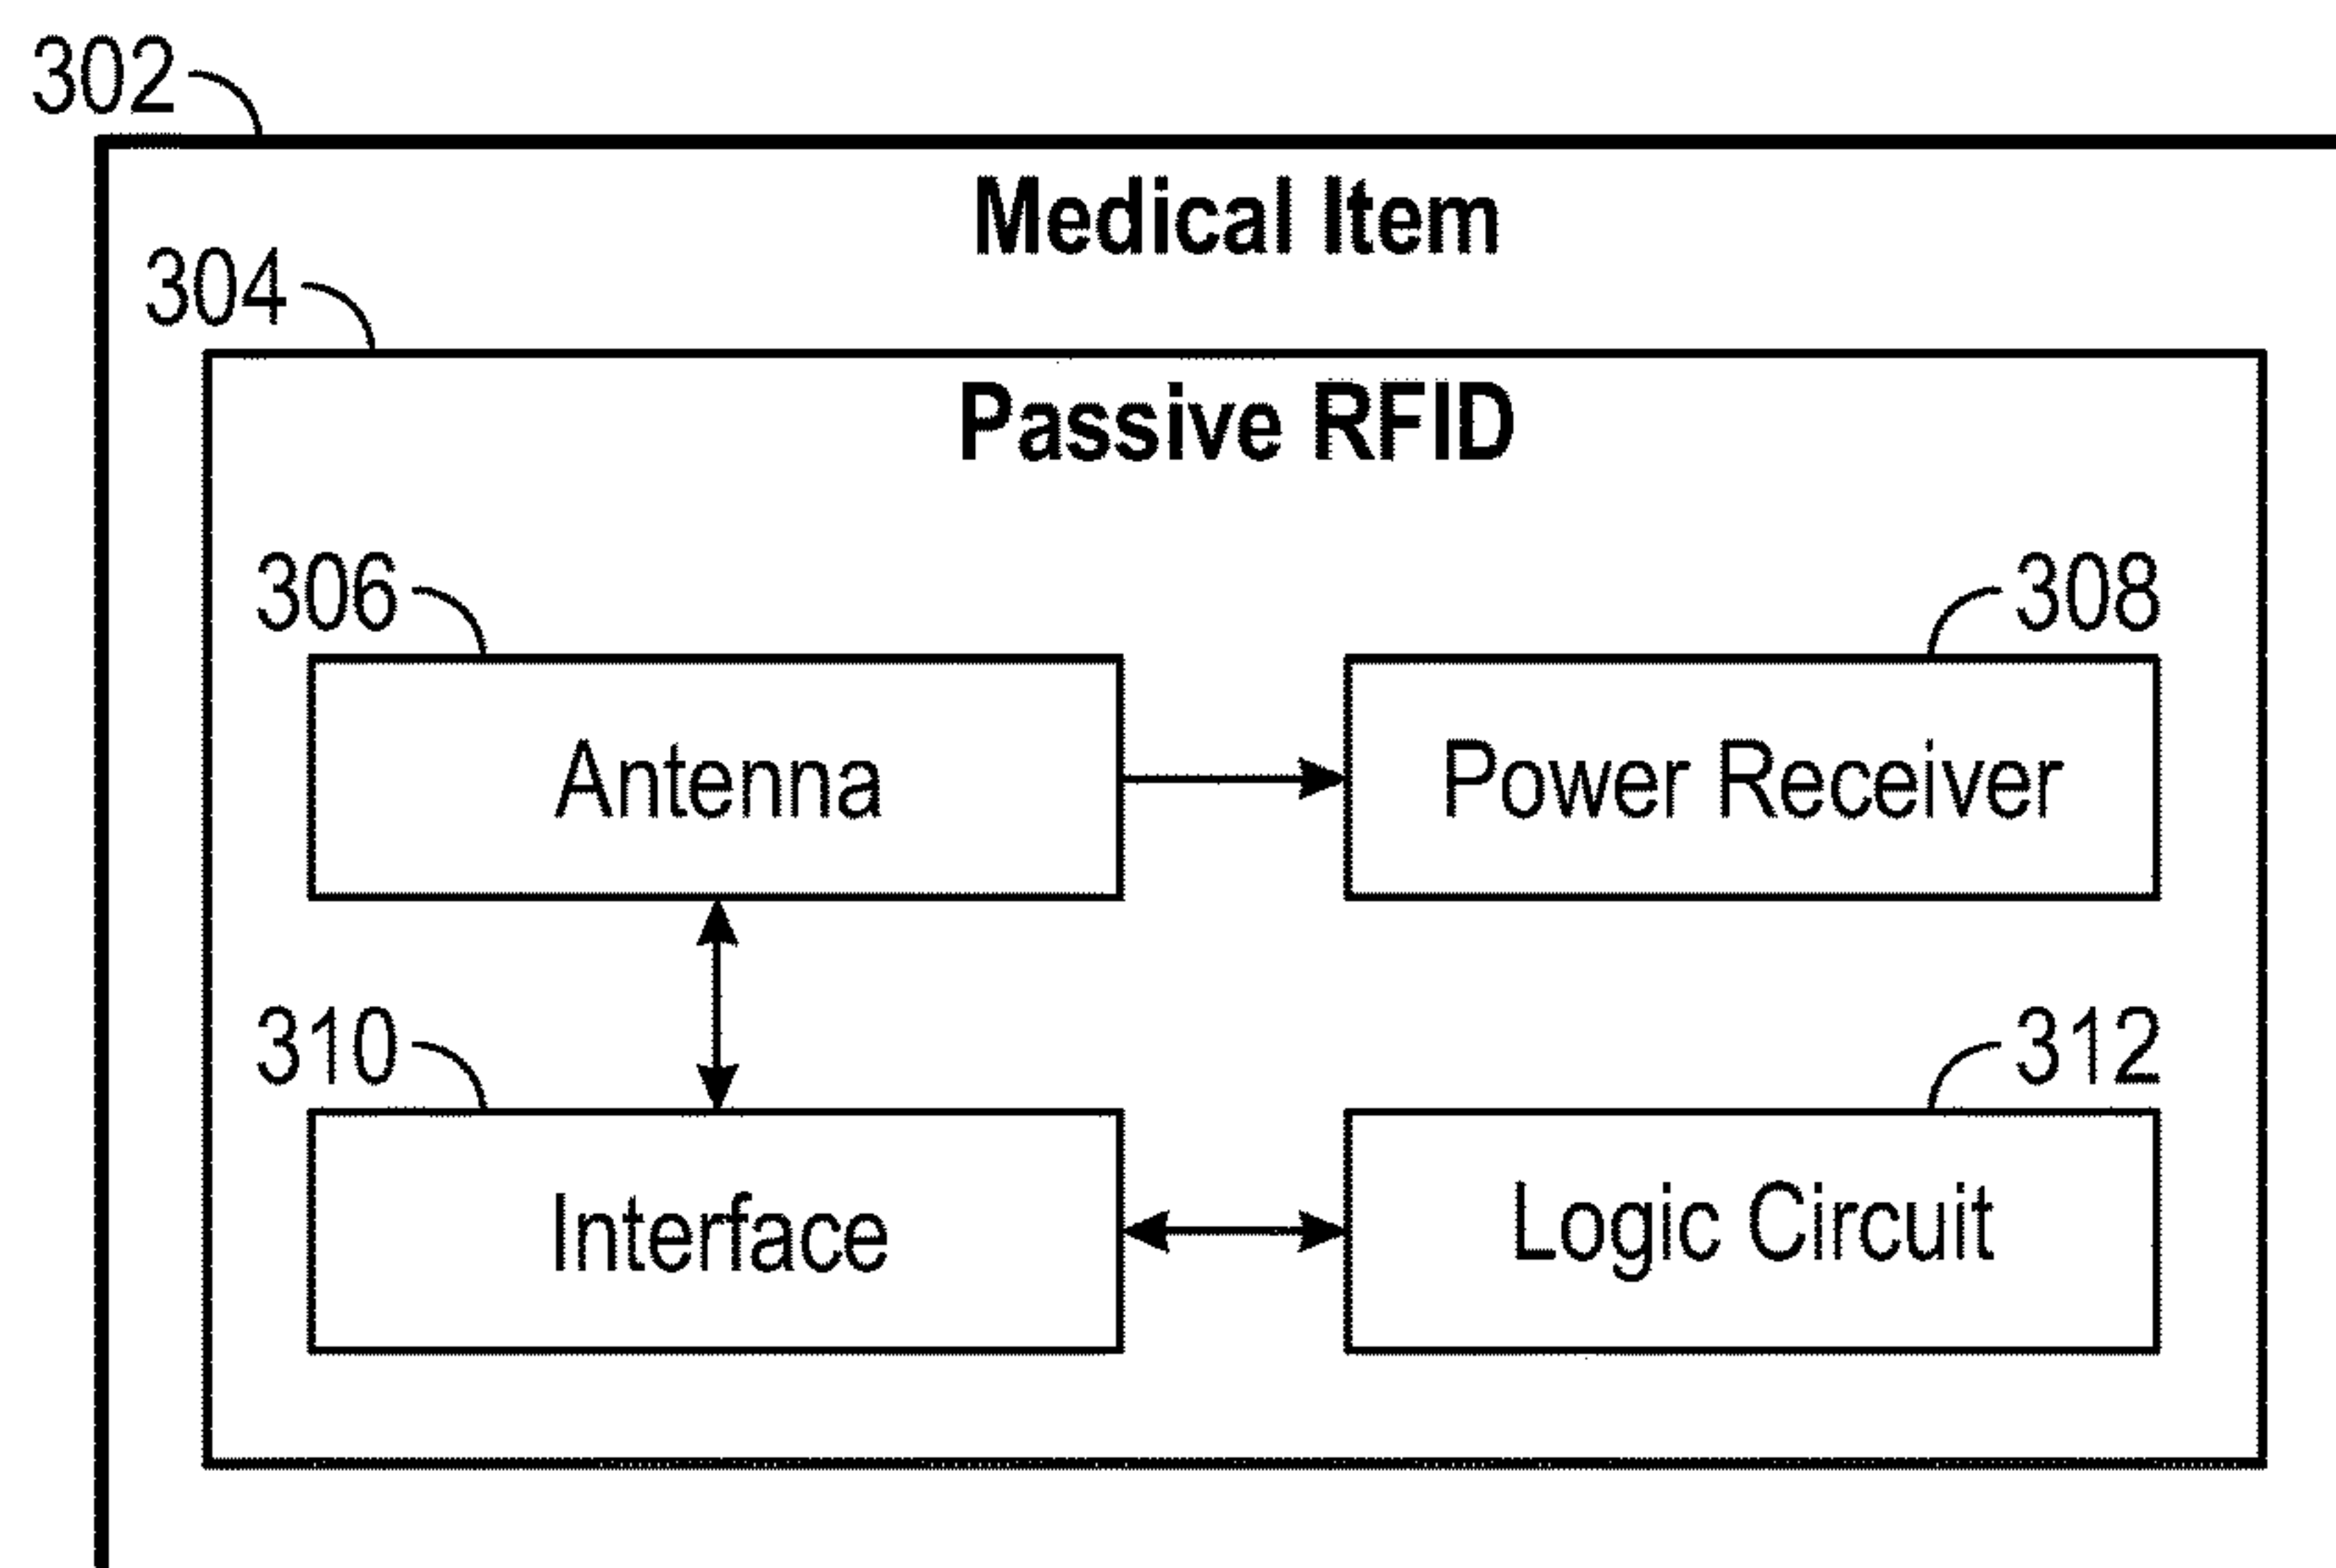 302
Medical Item
304
Passive RFID
306
308
Antenna
Power Receiver
310
312
Interface
Logic Circuit